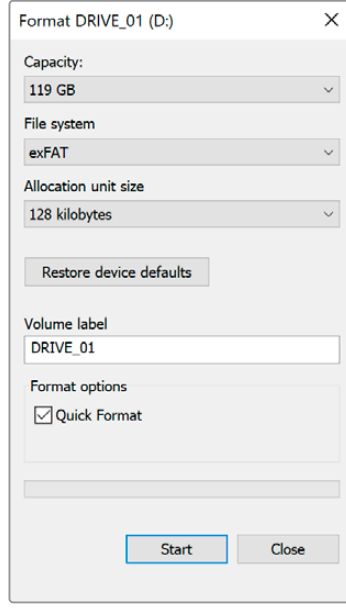 Format DRIVE_01 (D:)
Capacity:
119 GB
File system
exFAT
Allocation unit size
128 kilobytes
Restore device defaults
Volume label
DRIVE_01
Format options
Quick Format
Start Close